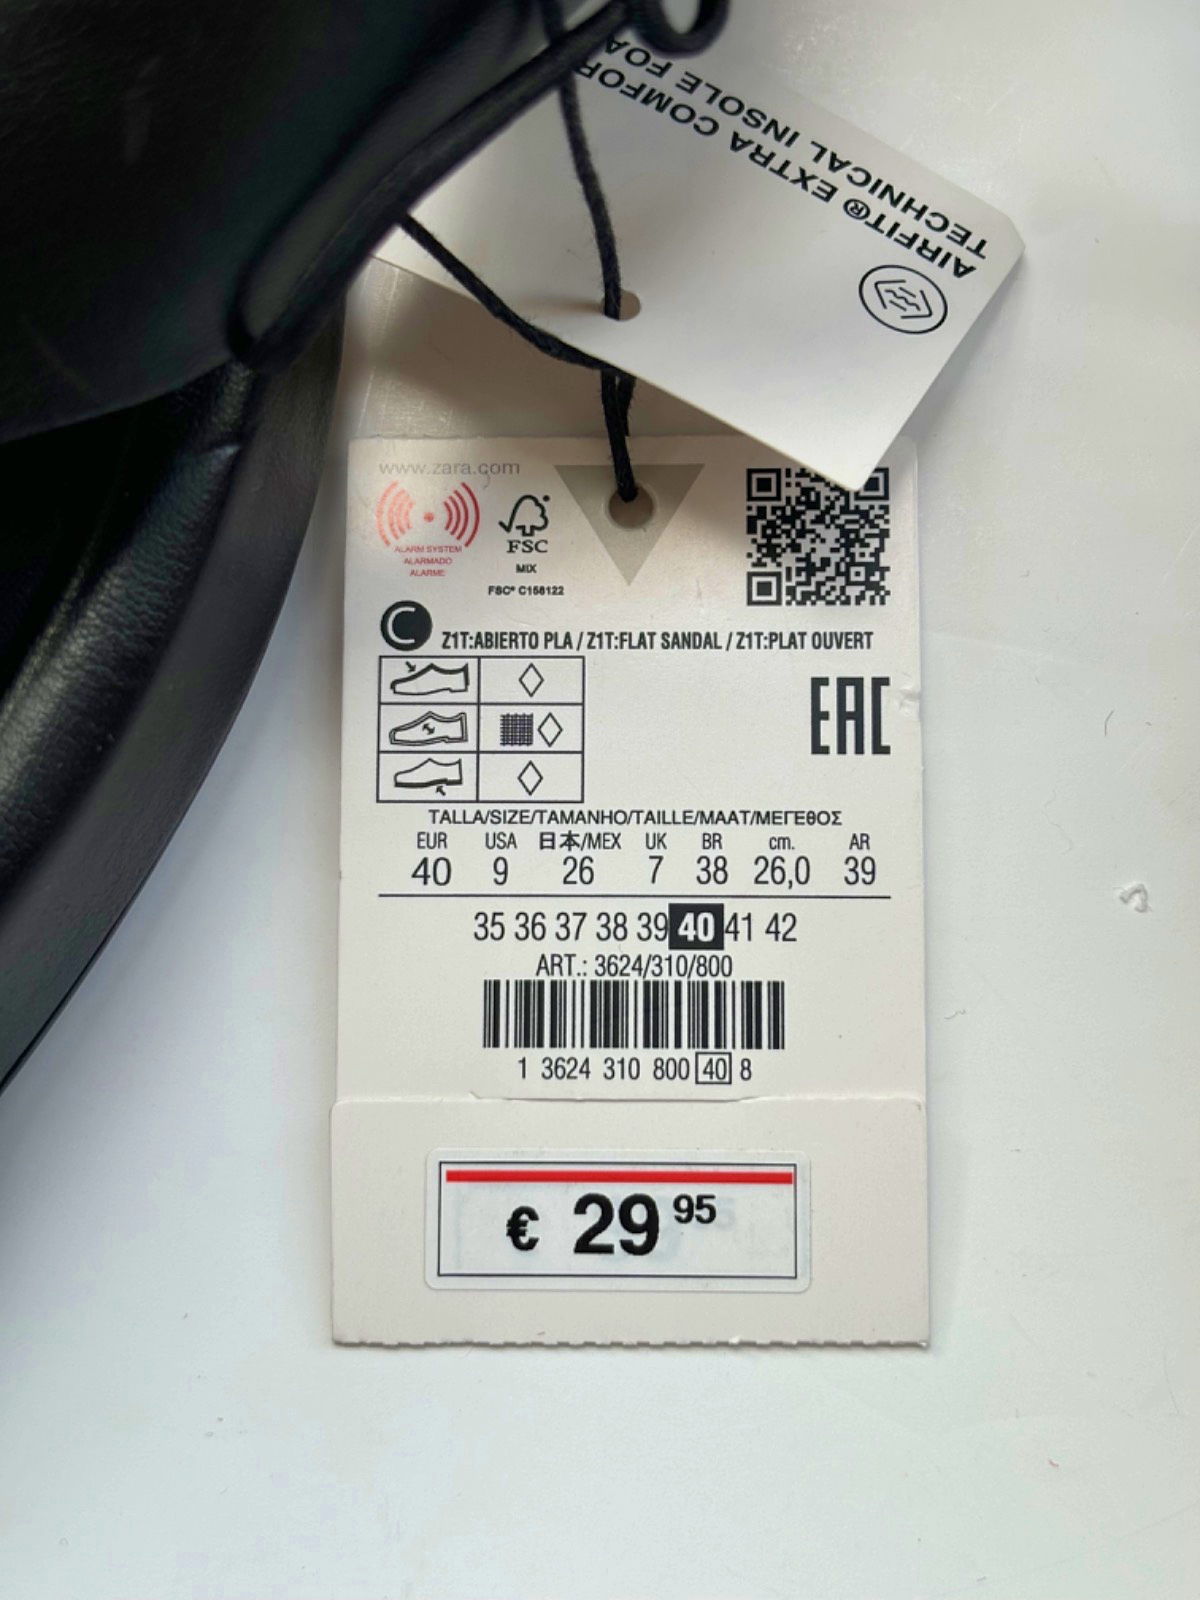 AIRFIT® EXTRA COMFOR
TECHNICAL INSOLE FOA
www.zara.com
ALARM SYSTEM
ALARMADO
ALARME
FSC
MIX
FSC® C156122
C
Z1T:ABIERTO PLA / Z1T:FLAT SANDAL / Z1T:PLAT OUVERT
EAC
TALLA/SIZE/TAMANHO/TAILLE/MAAT/ΜΕΓΕΘΟΣ
EUR USA 日本/MEX UK BR cm. AR
40 9 26 7 38 26,0 39
35 36 37 38 39 40 41 42
ART.: 3624/310/800
1 3624 310 800 40 8
€ 29 95